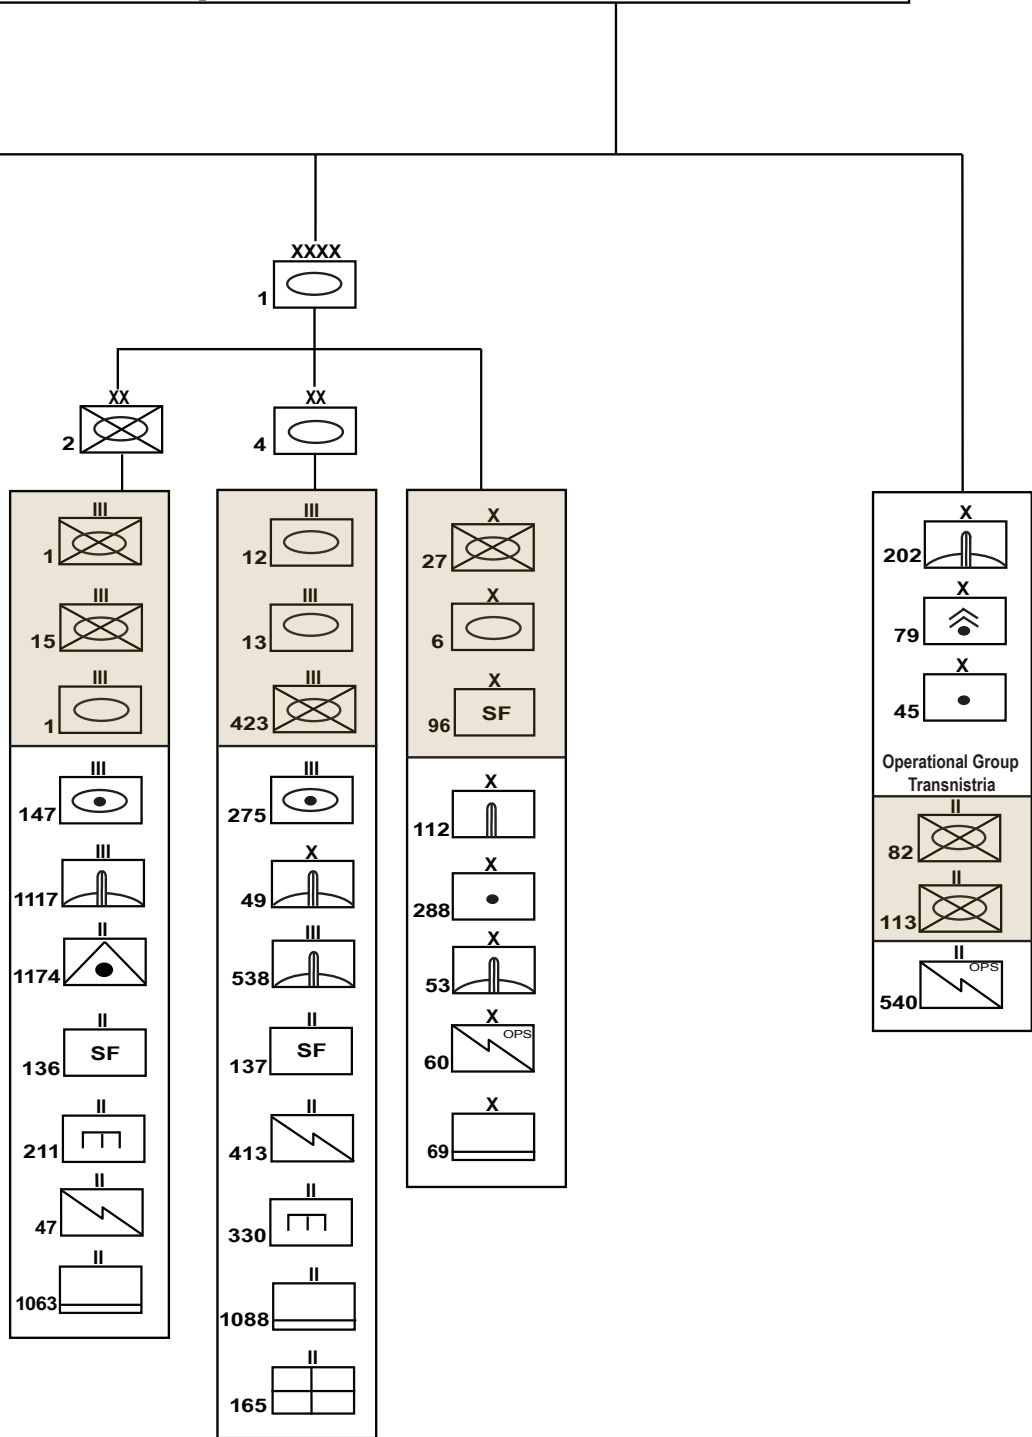 XXXX
1
XX
2
XX
4
III
1
III
15
III
1
III
147
III
1117
II
1174
II
136 SF
II
211
II
47
II
1063
III
12
III
13
III
423
III
275
X
49
III
538
II
137 SF
II
413
II
330
II
1088
II
165
X
27
X
6
X
96 SF
X
112
X
288
X
53
X
60 OPS
X
69
X
202
X
79
X
45
Operational Group
Transnistria
II
82
II
113
II
540 OPS